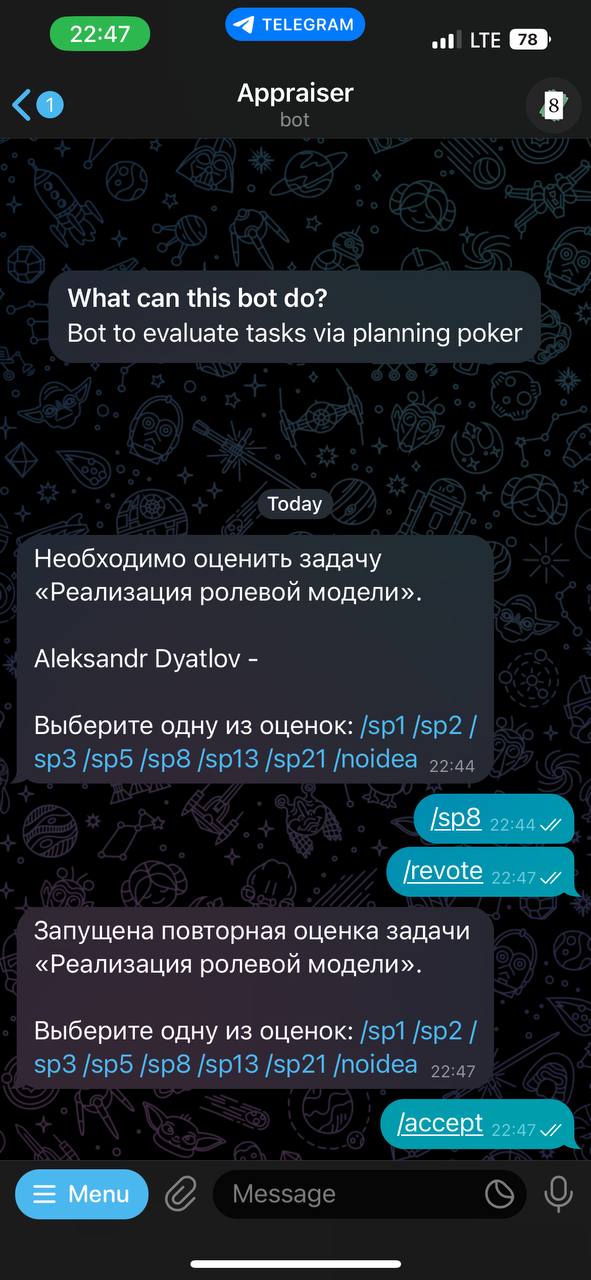 22:47
TELEGRAM
LTE 78
1
Appraiser
bot
8
What can this bot do?
Bot to evaluate tasks via planning poker
Today
Необходимо оценить задачу
«Реализация ролевой модели».
Aleksandr Dyatlov -
Выберите одну из оценок: /sp1 /sp2 /
sp3 /sp5 /sp8 /sp13 /sp21 /noidea 22:44
/sp8 22:44
/revote 22:47
Запущена повторная оценка задачи
«Реализация ролевой модели».
Выберите одну из оценок: /sp1 /sp2 /
sp3 /sp5 /sp8 /sp13 /sp21 /noidea 22:47
/accept 22:47
Menu
Message